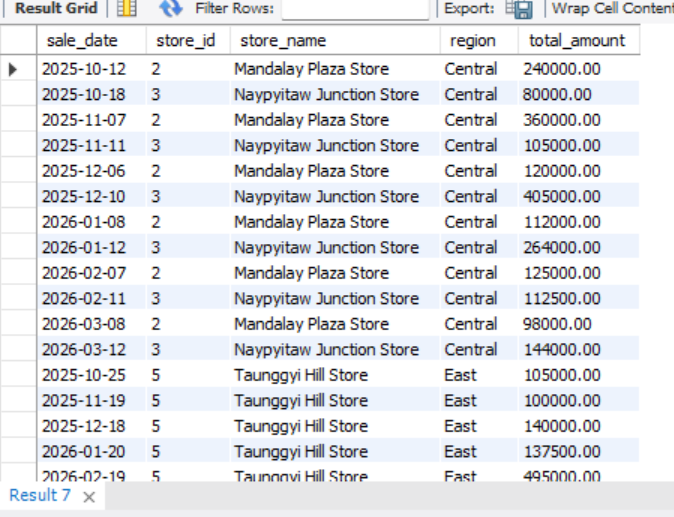 Result Grid Filter Rows: Export: Wrap Cell Content
sale_date store_id store_name region total_amount
2025-10-12 2 Mandalay Plaza Store Central 240000.00
2025-10-18 3 Naypyitaw Junction Store Central 80000.00
2025-11-07 2 Mandalay Plaza Store Central 360000.00
2025-11-11 3 Naypyitaw Junction Store Central 105000.00
2025-12-06 2 Mandalay Plaza Store Central 120000.00
2025-12-10 3 Naypyitaw Junction Store Central 405000.00
2026-01-08 2 Mandalay Plaza Store Central 112000.00
2026-01-12 3 Naypyitaw Junction Store Central 264000.00
2026-02-07 2 Mandalay Plaza Store Central 125000.00
2026-02-11 3 Naypyitaw Junction Store Central 112500.00
2026-03-08 2 Mandalay Plaza Store Central 98000.00
2026-03-12 3 Naypyitaw Junction Store Central 144000.00
2025-10-25 5 Taunggyi Hill Store East 105000.00
2025-11-19 5 Taunggyi Hill Store East 100000.00
2025-12-18 5 Taunggyi Hill Store East 140000.00
2026-01-20 5 Taunggyi Hill Store East 137500.00
2026-02-19 5 Taunggyi Hill Store East 495000.00
Result 7